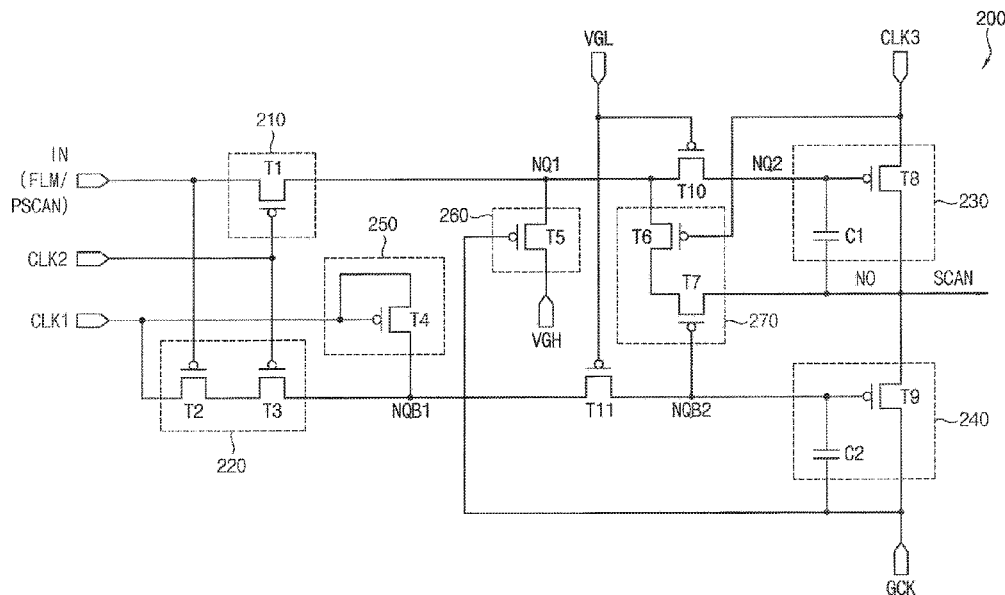 200
VGL
CLK3
210
IN
(FLM/
PSCAN)
T1
NQ1
T10
NQ2
T8
230
260
T5
T6
C1
250
CLK2
T7
NO
SCAN
CLK1
T4
VGH
270
T2
T3
NQB1
T11
NQB2
T9
240
220
C2
GCK